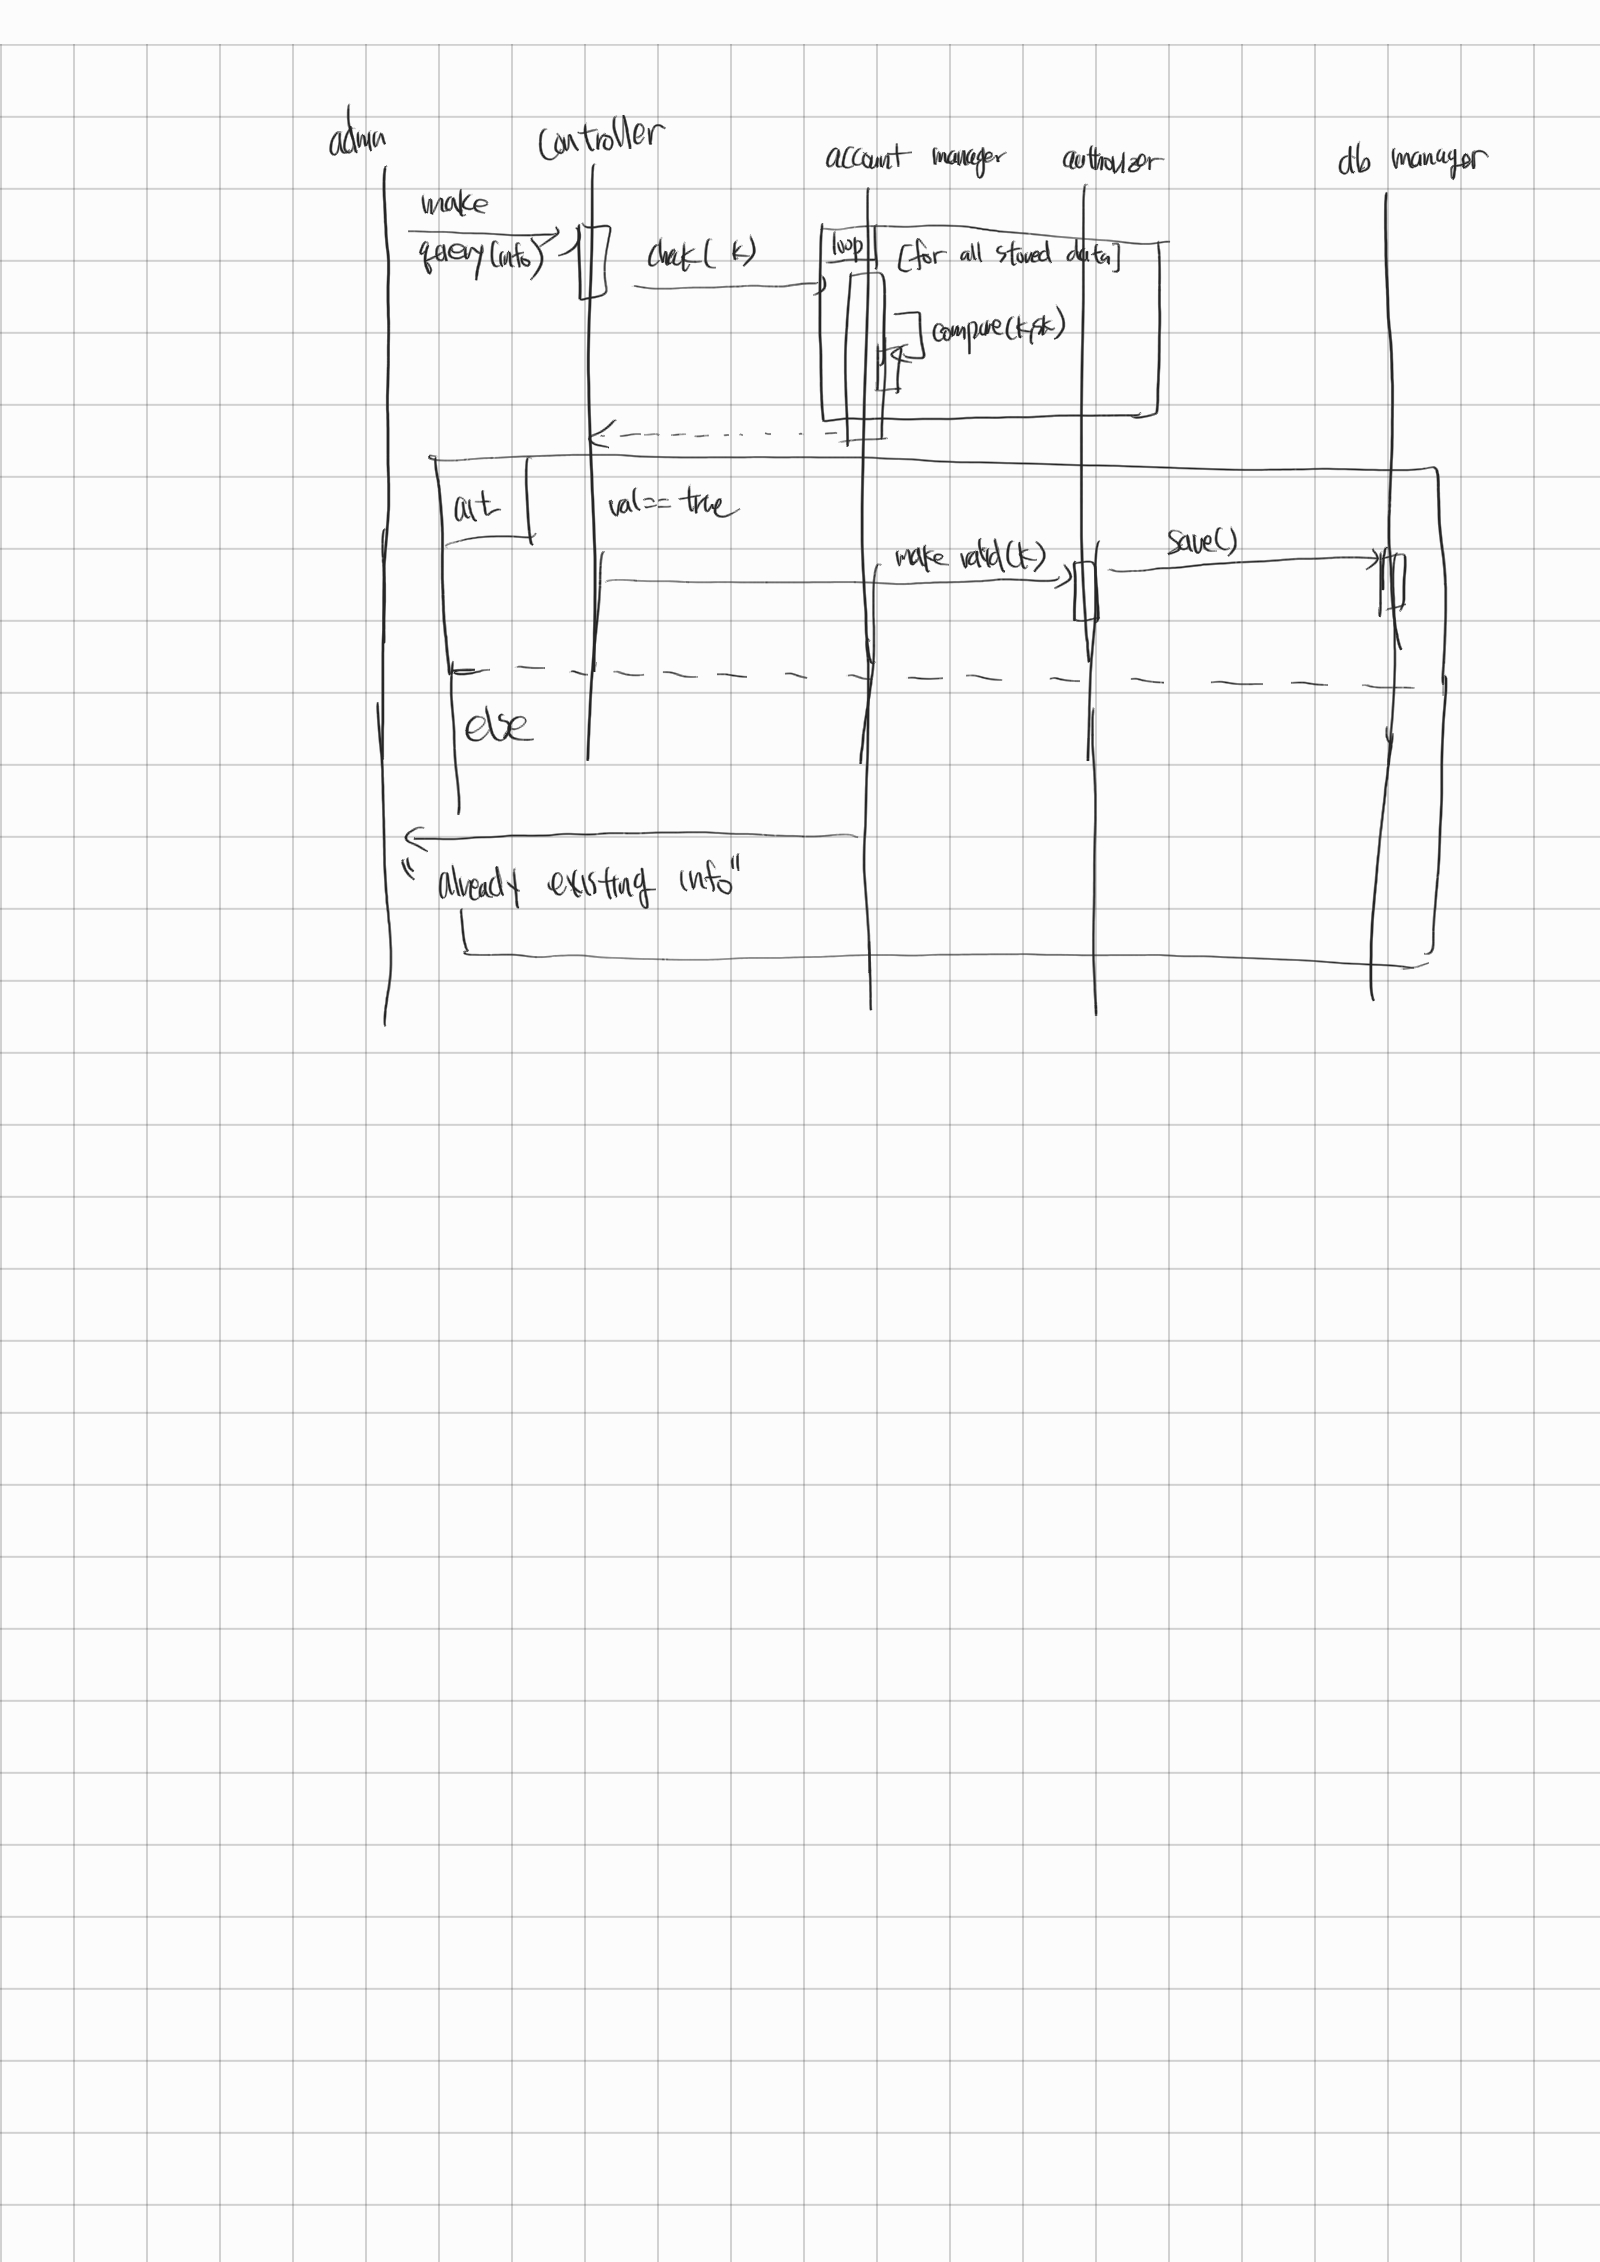 admin
controller
account manager
authorizer
db manager
make
query(info)
check( k)
loop
[for all stored data]
compare(k,sk)
alt
val == true
make valid(k)
save()
else
"already existing info"